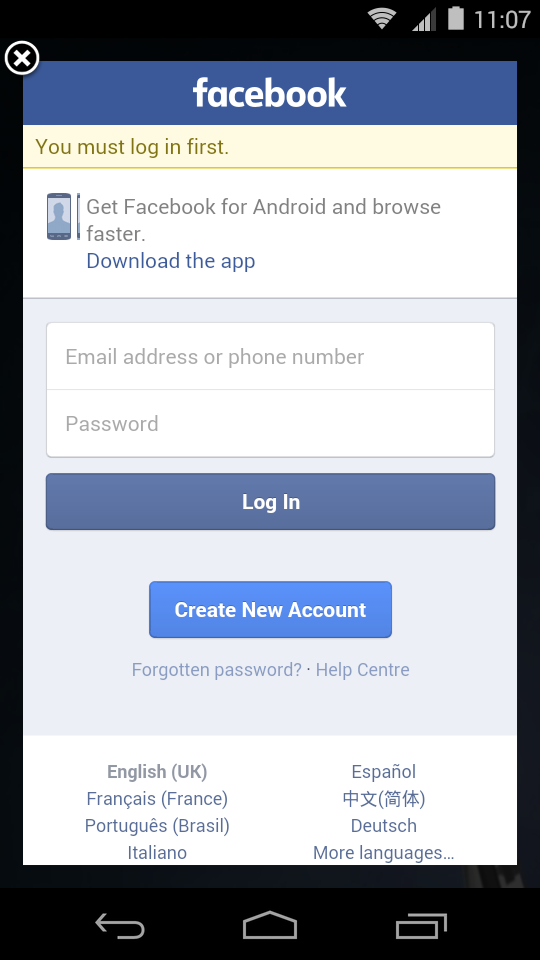 11:07
facebook
You must log in first.
Get Facebook for Android and browse
faster.
Download the app
Email address or phone number
Password
Log In
Create New Account
Forgotten password? · Help Centre
English (UK)
Español
Français (France)
中文(简体)
Português (Brasil)
Deutsch
Italiano
More languages…